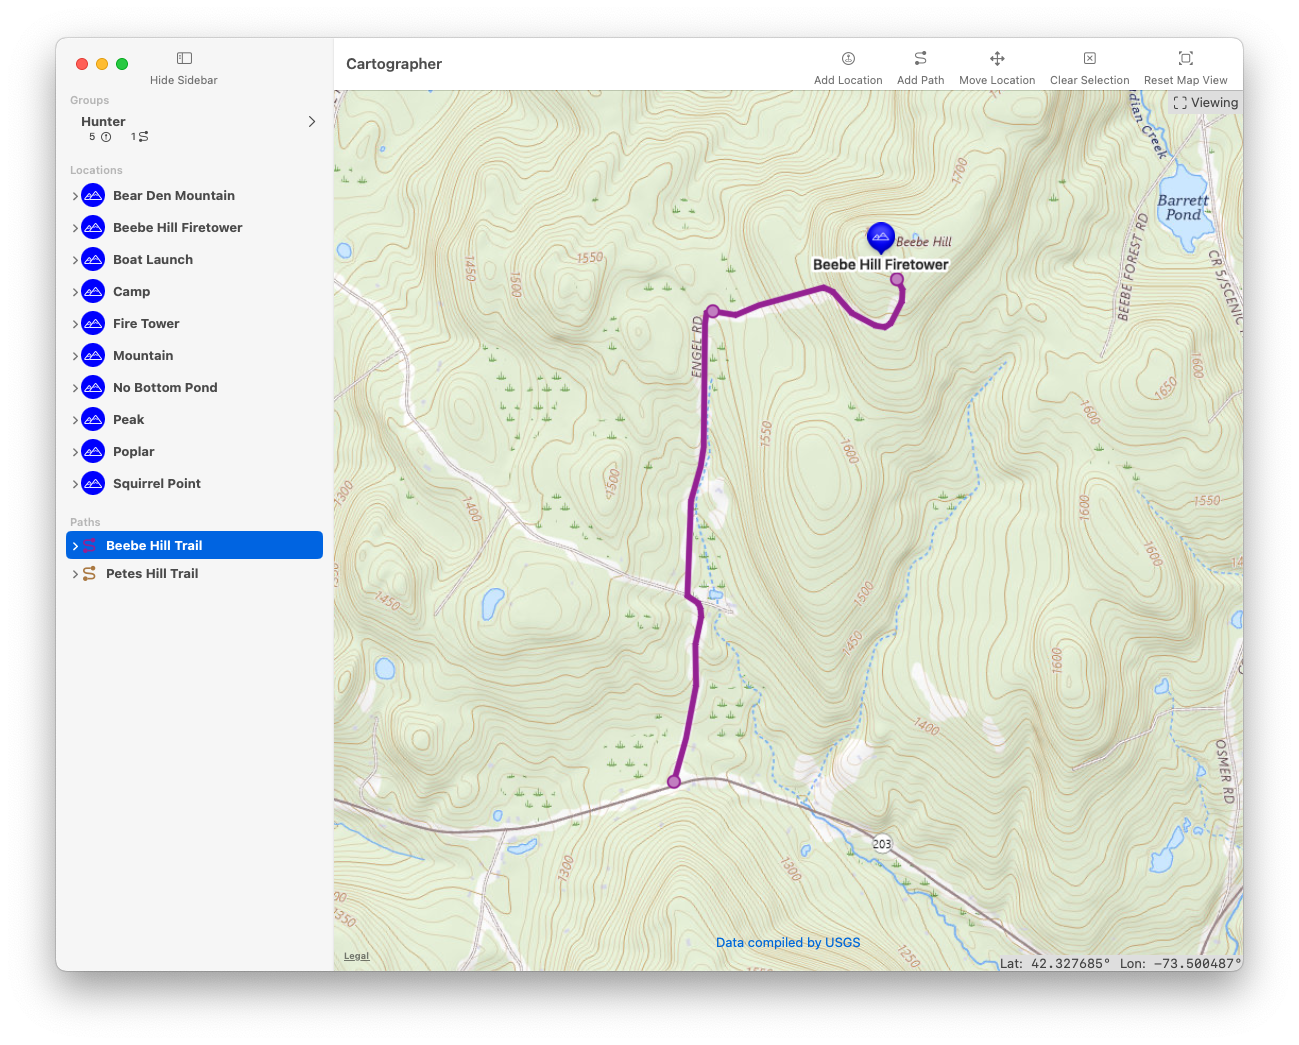 Hide Sidebar
Cartographer
Add Location
Add Path
Move Location
Clear Selection
Reset Map View
Groups
Hunter
5
1
Locations
Bear Den Mountain
Beebe Hill Firetower
Boat Launch
Camp
Fire Tower
Mountain
No Bottom Pond
Peak
Poplar
Squirrel Point
Paths
Beebe Hill Trail
Petes Hill Trail
Viewing
dian Creek
Barrett
Pond
BEEBE FOREST RD
CR 5/SCENIC
1700
Beebe Hill
Beebe Hill Firetower
1450
1500
1550
ENGEL RD
1600
1650
1600
1550
1600
1500
1300
1400
1600
1550
1600
1450
1500
1450
1600
1400
OSMER RD
203
1300
1300
1350
1250
Data compiled by USGS
Legal
Lat: 42.327685° Lon: -73.500487°